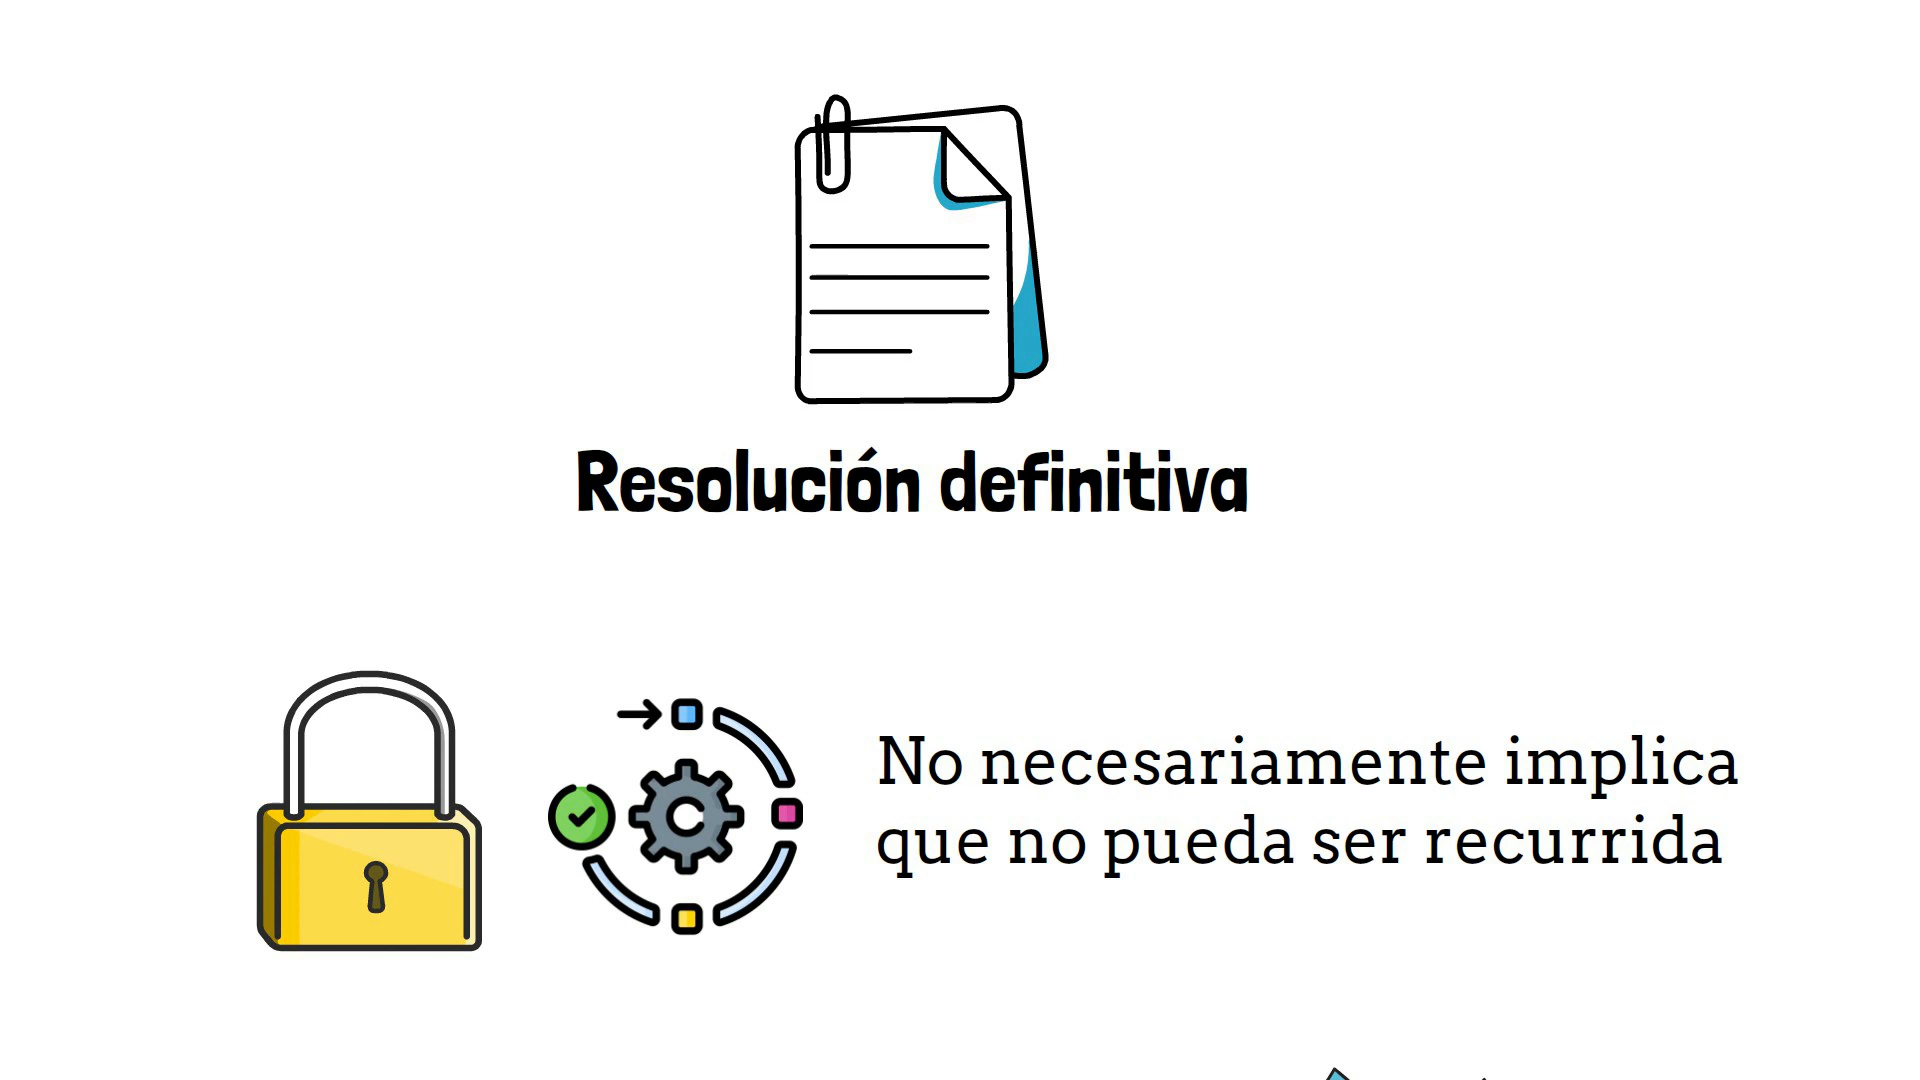 Resolución definitiva
No necesariamente implica
que no pueda ser recurrida